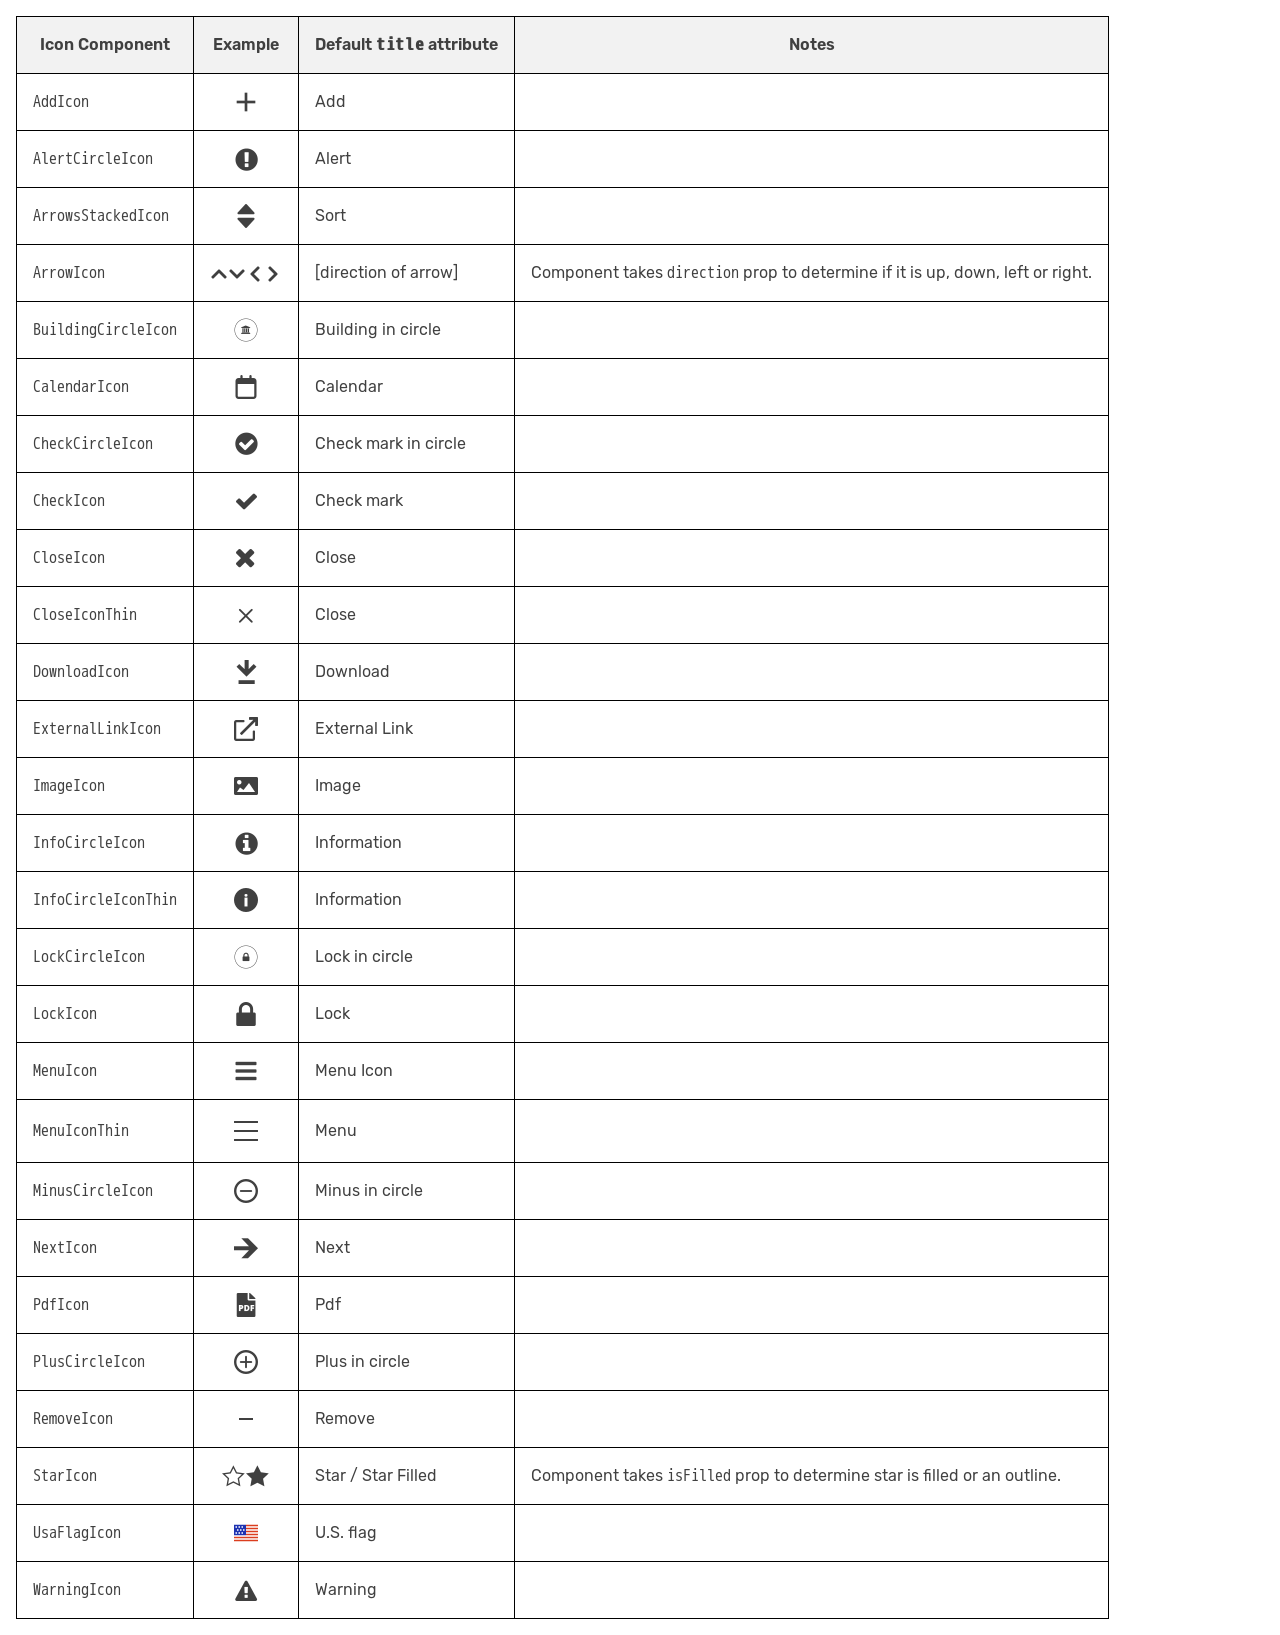 Icon Component Example Default title attribute Notes
AddIcon Add
AlertCircleIcon Alert
ArrowsStackedIcon Sort
ArrowIcon [direction of arrow] Component takes direction prop to determine if it is up, down, left or right.
BuildingCircleIcon Building in circle
CalendarIcon Calendar
CheckCircleIcon Check mark in circle
CheckIcon Check mark
CloseIcon Close
CloseIconThin Close
DownloadIcon Download
ExternalLinkIcon External Link
ImageIcon Image
InfoCircleIcon Information
InfoCircleIconThin Information
LockCircleIcon Lock in circle
LockIcon Lock
MenuIcon Menu Icon
MenuIconThin Menu
MinusCircleIcon Minus in circle
NextIcon Next
PdfIcon PDF Pdf
PlusCircleIcon Plus in circle
RemoveIcon Remove
StarIcon Star / Star Filled Component takes isFilled prop to determine star is filled or an outline.
UsaFlagIcon U.S. flag
WarningIcon Warning